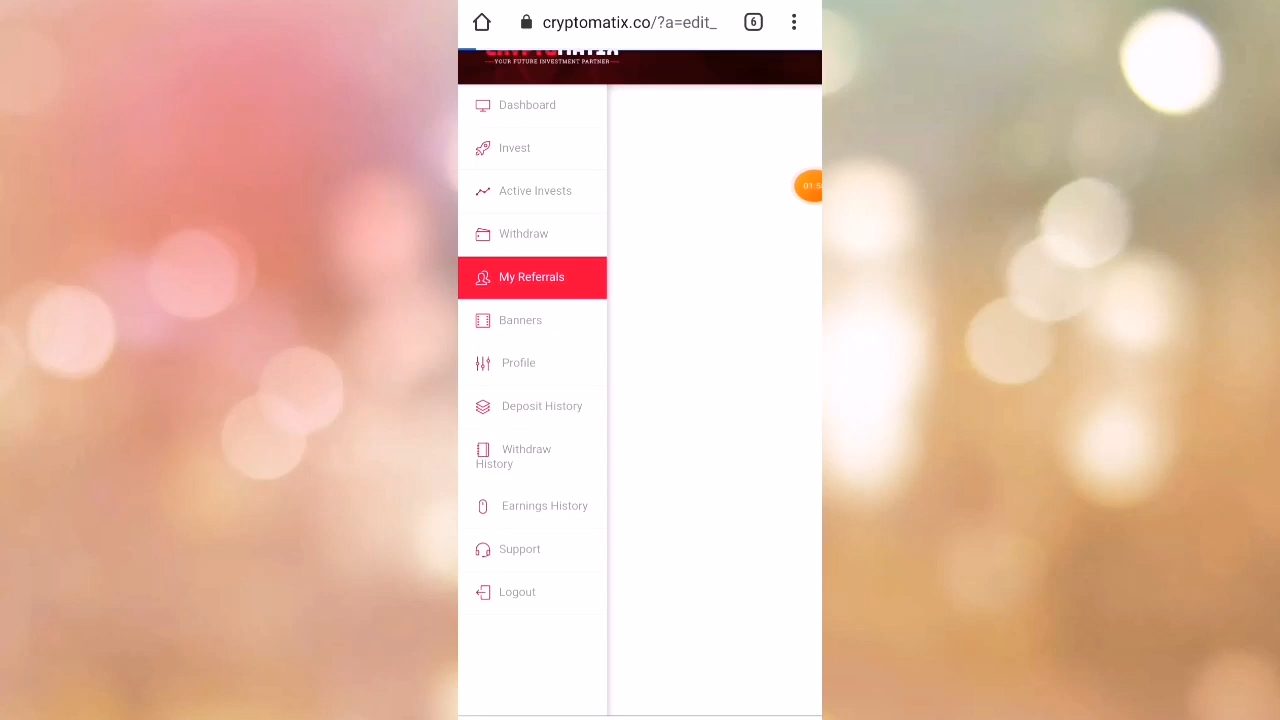 cryptomatix.co/?a=edit_
6
CRYPTOMATIX
YOUR FUTURE INVESTMENT PARTNER
Dashboard
Invest
Active Invests
Withdraw
My Referrals
Banners
Profile
Deposit History
Withdraw
History
Earnings History
Support
Logout